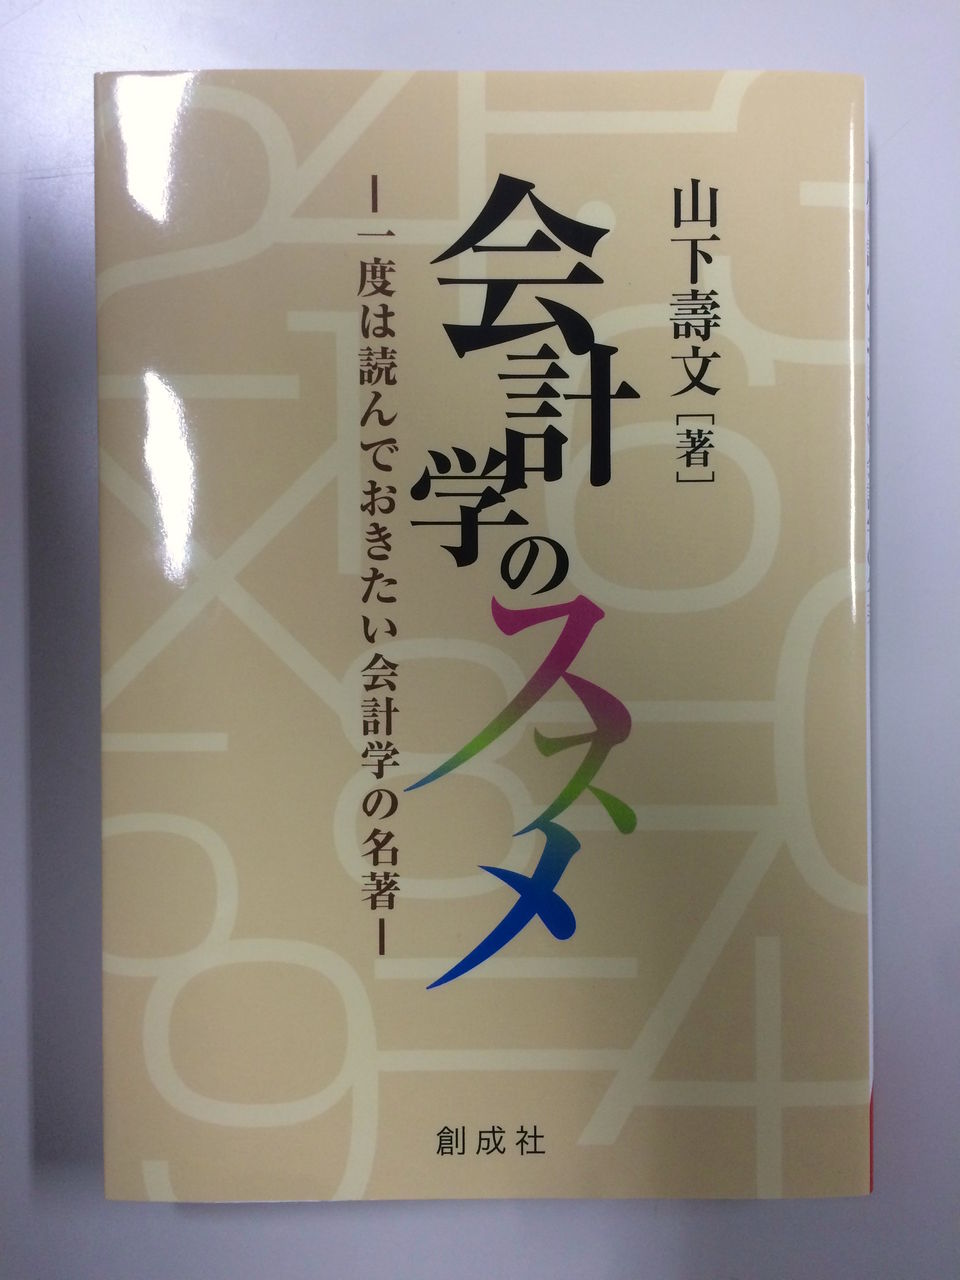 山下壽文［著］
会計学のススメ
―一度は読んでおきたい会計学の名著―
創成社